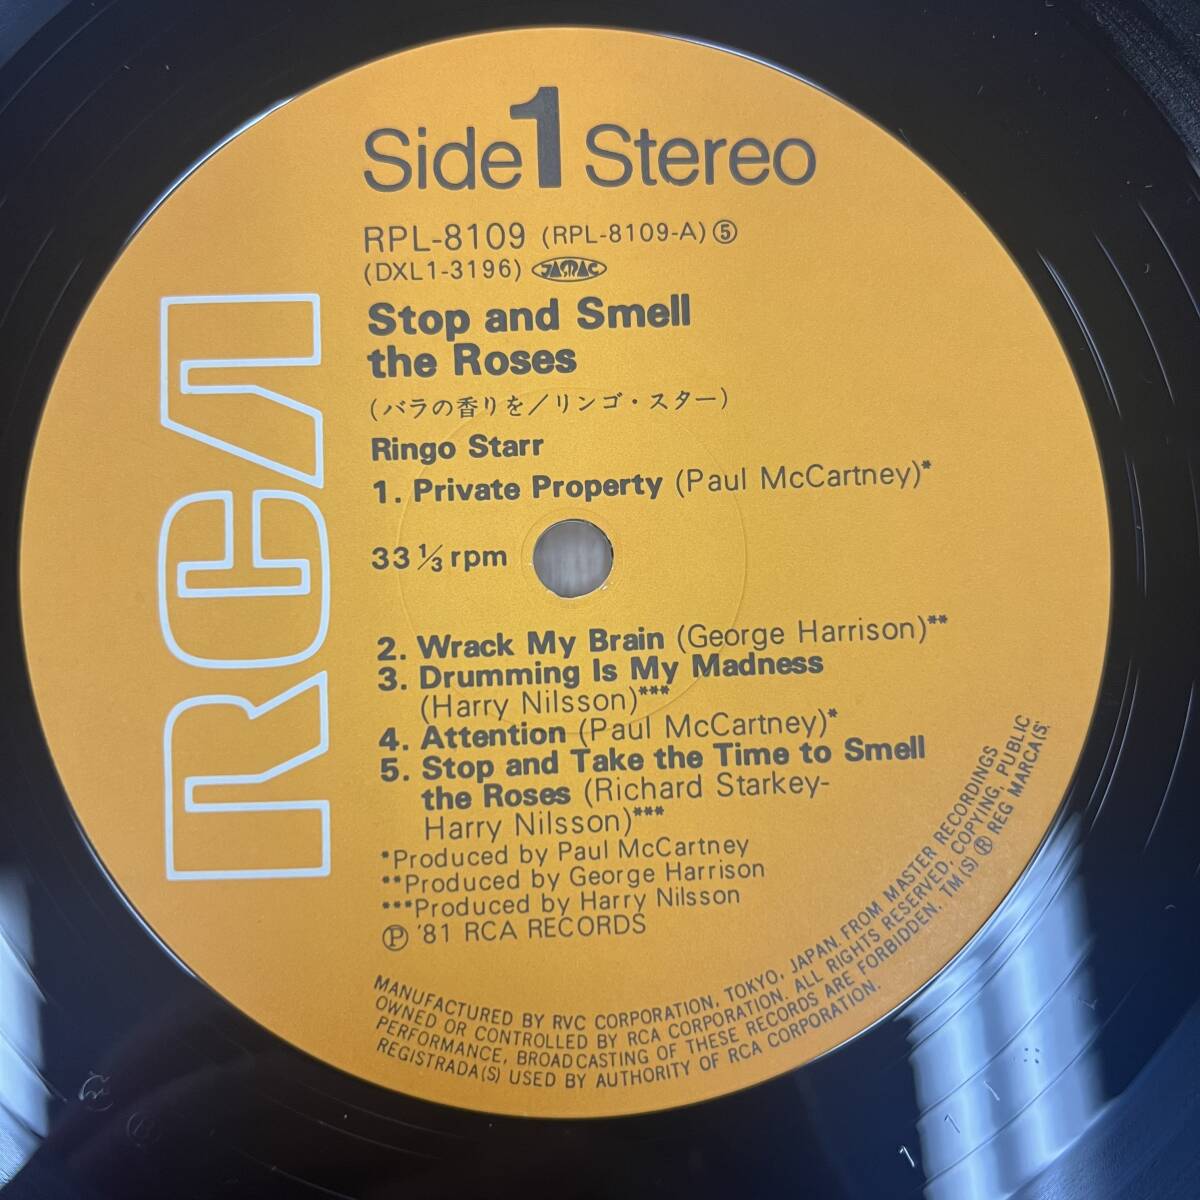 Side 1 Stereo
RPL-8109 (RPL-8109-A)⑤
(DXL1-3196) JASRAC
Stop and Smell
the Roses
(バラの香りを/リンゴ・スター)
Ringo Starr
1. Private Property (Paul McCartney)*
33 1/3 rpm
2. Wrack My Brain (George Harrison)**
3. Drumming Is My Madness
(Harry Nilsson)***
4. Attention (Paul McCartney)*
5. Stop and Take the Time to Smell
the Roses (Richard Starkey-
Harry Nilsson)***
*Produced by Paul McCartney
**Produced by George Harrison
***Produced by Harry Nilsson
Ⓟ '81 RCA RECORDS
RCA
MANUFACTURED BY RVC CORPORATION, TOKYO, JAPAN. FROM MASTER RECORDINGS
OWNED OR CONTROLLED BY RCA CORPORATION. ALL RIGHTS RESERVED. COPYING, PUBLIC
PERFORMANCE, BROADCASTING OF THESE RECORDS ARE FORBIDDEN. TM(S) ® REG MARCA(S)
REGISTRADA(S) USED BY AUTHORITY OF RCA CORPORATION.